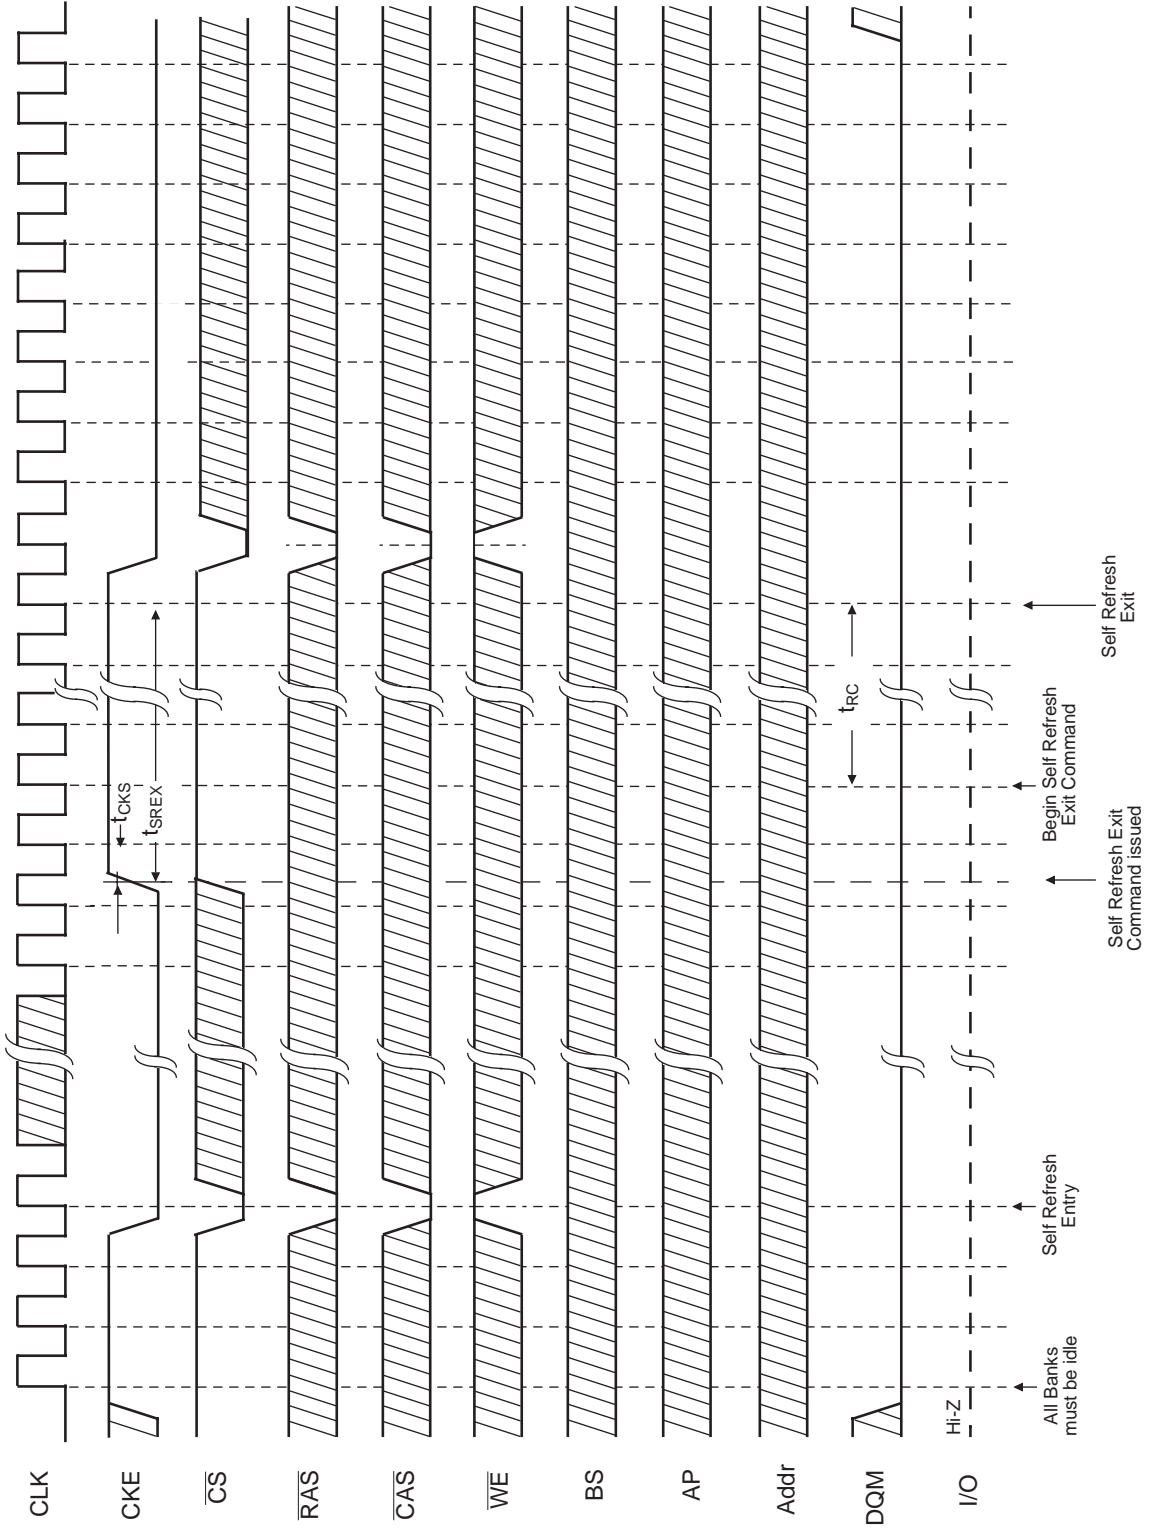 CLK
CKE
CS
RAS
CAS
WE
BS
AP
Addr
DQM
I/O
Hi-Z
tCKS
tSREX
tRC
All Banks
must be idle
Self Refresh
Entry
Self Refresh Exit
Command issued
Begin Self Refresh
Exit Command
Self Refresh
Exit